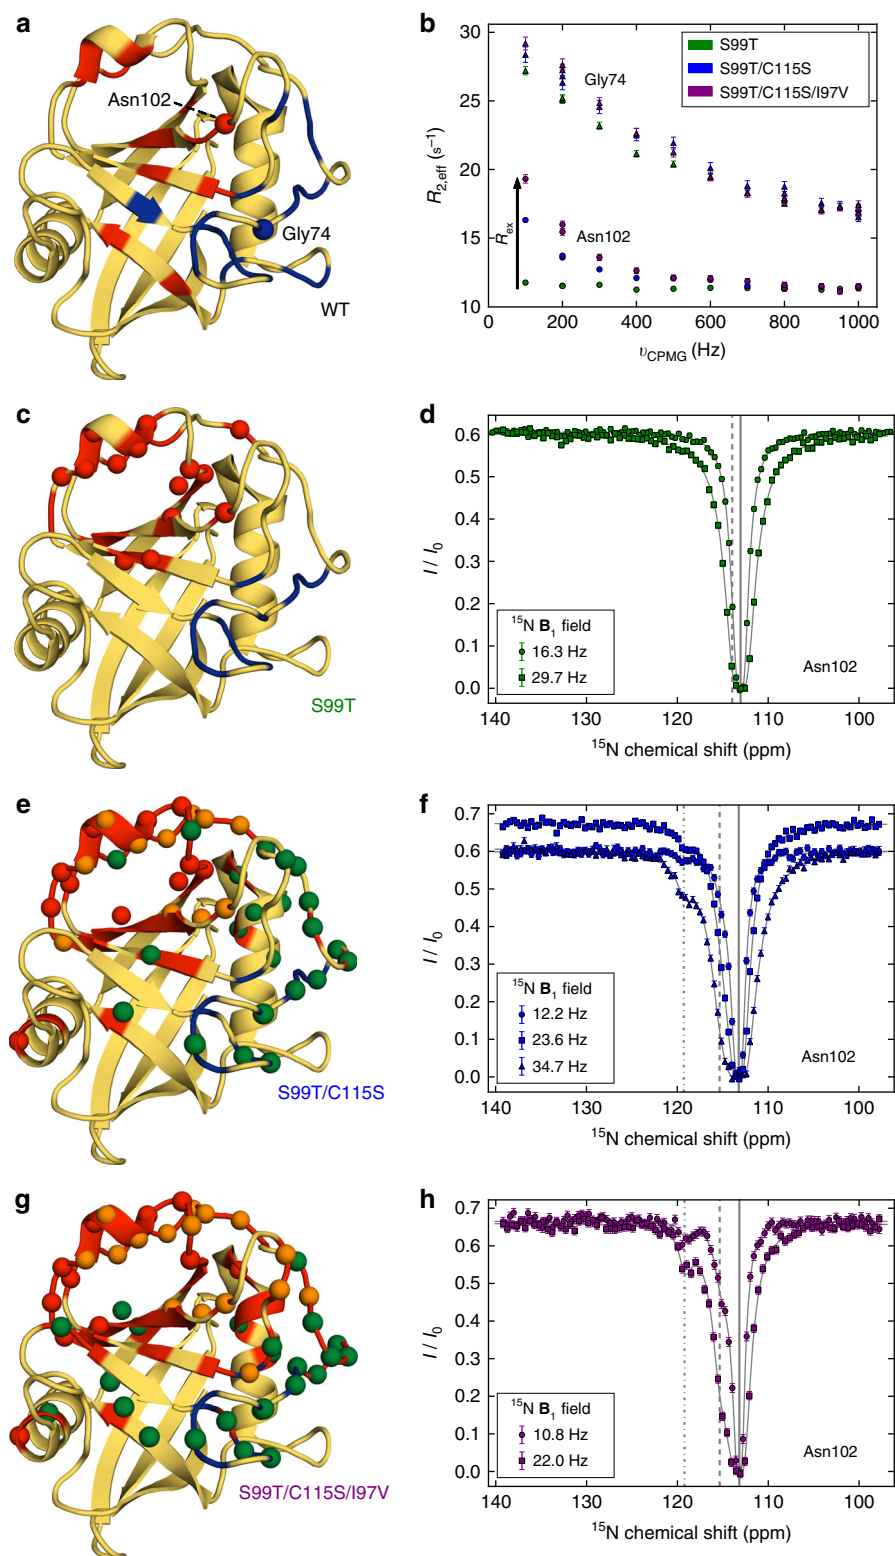 a
Asn102
Gly74
WT
b
30
25
20
15
10
R2,eff (s–1)
Gly74
Asn102
Rex
S99T
S99T/C115S
S99T/C115S/I97V
0
200
400
600
800
1000
υCPMG (Hz)
c
S99T
d
0.6
0.5
0.4
0.3
0.2
0.1
0.0
I / I0
15N B1 field
16.3 Hz
29.7 Hz
Asn102
140
130
120
110
100
15N chemical shift (ppm)
e
S99T/C115S
f
0.7
0.6
0.5
0.4
0.3
0.2
0.1
0.0
I / I0
15N B1 field
12.2 Hz
23.6 Hz
34.7 Hz
Asn102
140
130
120
110
100
15N chemical shift (ppm)
g
S99T/C115S/I97V
h
0.7
0.6
0.5
0.4
0.3
0.2
0.1
0.0
I / I0
15N B1 field
10.8 Hz
22.0 Hz
Asn102
140
130
120
110
100
15N chemical shift (ppm)